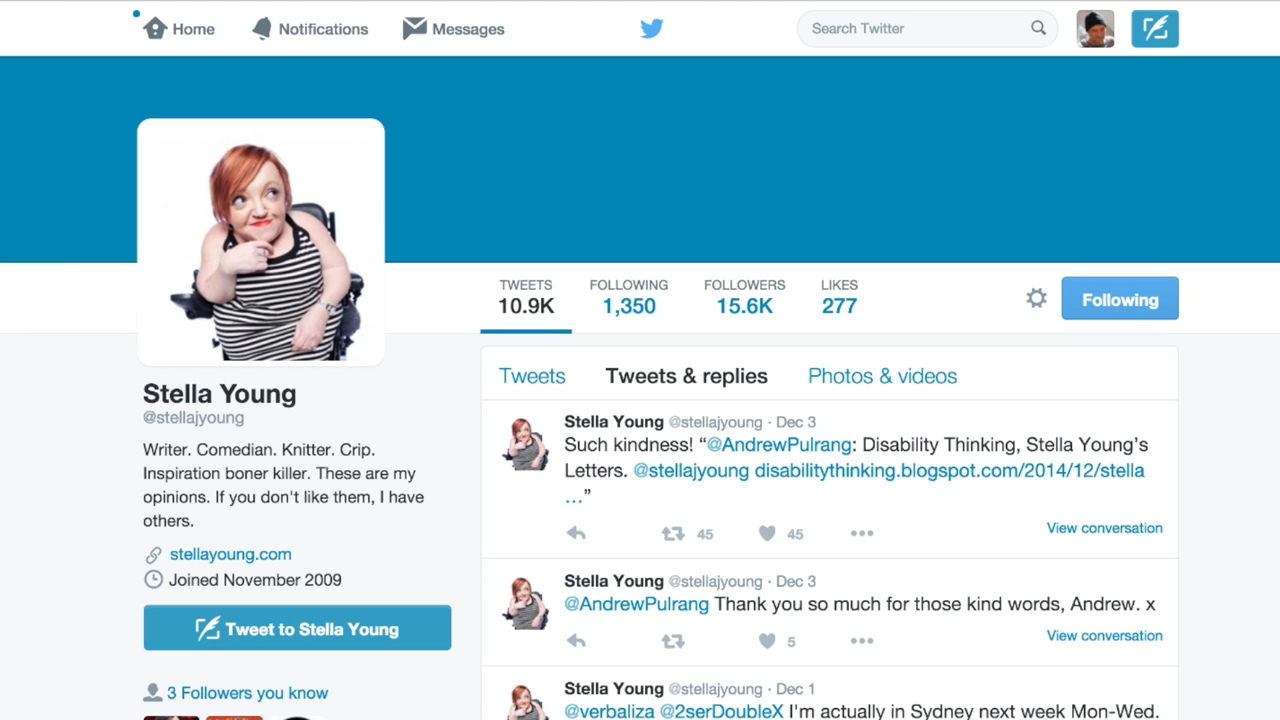 Home
Notifications
Messages
Search Twitter
TWEETS
10.9K
FOLLOWING
1,350
FOLLOWERS
15.6K
LIKES
277
Following
Stella Young
@stellajyoung
Writer. Comedian. Knitter. Crip.
Inspiration boner killer. These are my
opinions. If you don't like them, I have
others.
stellayoung.com
Joined November 2009
Tweet to Stella Young
3 Followers you know
Tweets
Tweets & replies
Photos & videos
Stella Young @stellajyoung · Dec 3
Such kindness! “@AndrewPulrang: Disability Thinking, Stella Young’s
Letters. @stellajyoung disabilitythinking.blogspot.com/2014/12/stella
…”
45
45
View conversation
Stella Young @stellajyoung · Dec 3
@AndrewPulrang Thank you so much for those kind words, Andrew. x
5
View conversation
Stella Young @stellajyoung · Dec 1
@verbaliza @2serDoubleX I'm actually in Sydney next week Mon-Wed.